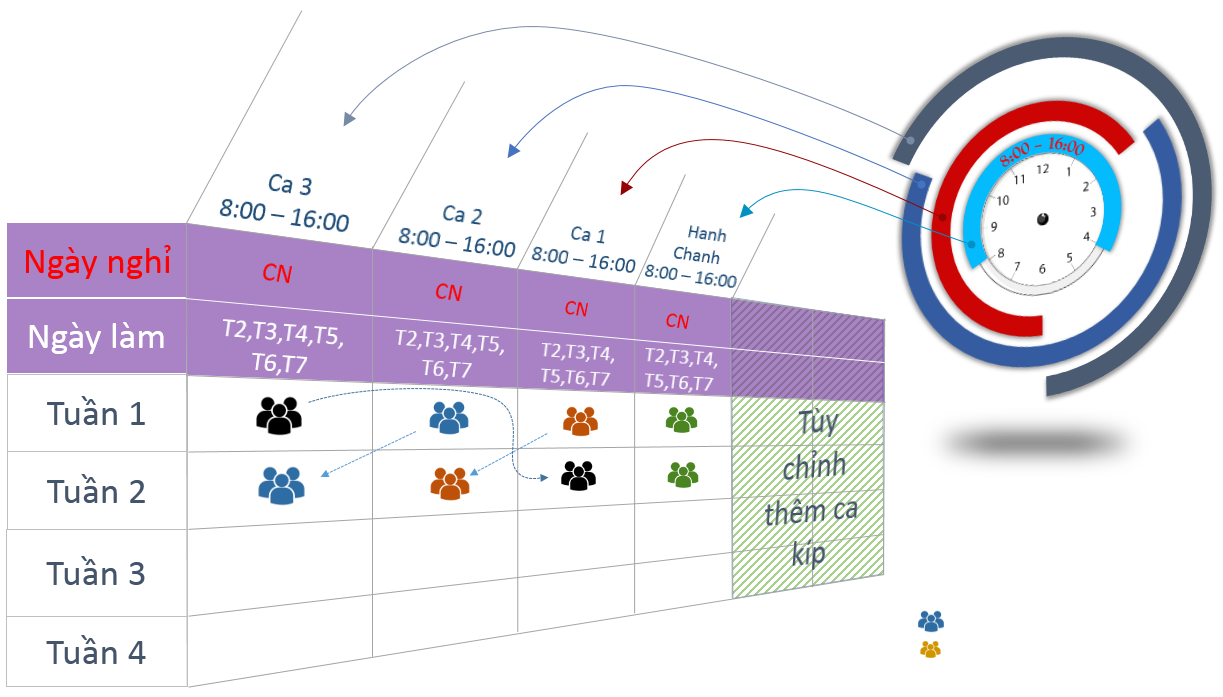 Ca 3
8:00 – 16:00
Ca 2
8:00 – 16:00
Ca 1
8:00 – 16:00
Hanh
Chanh
8:00 – 16:00
8:00 – 16:00
12
1
2
3
4
5
6
7
8
9
10
11
Ngày nghỉ
CN
CN
CN
CN
Ngày làm
T2,T3,T4,T5,
T6,T7
T2,T3,T4,T5,
T6,T7
T2,T3,T4,
T5,T6,T7
T2,T3,T4,
T5,T6,T7
Tuần 1
Tuần 2
Tuần 3
Tuần 4
Tùy
chỉnh
thêm ca
kíp